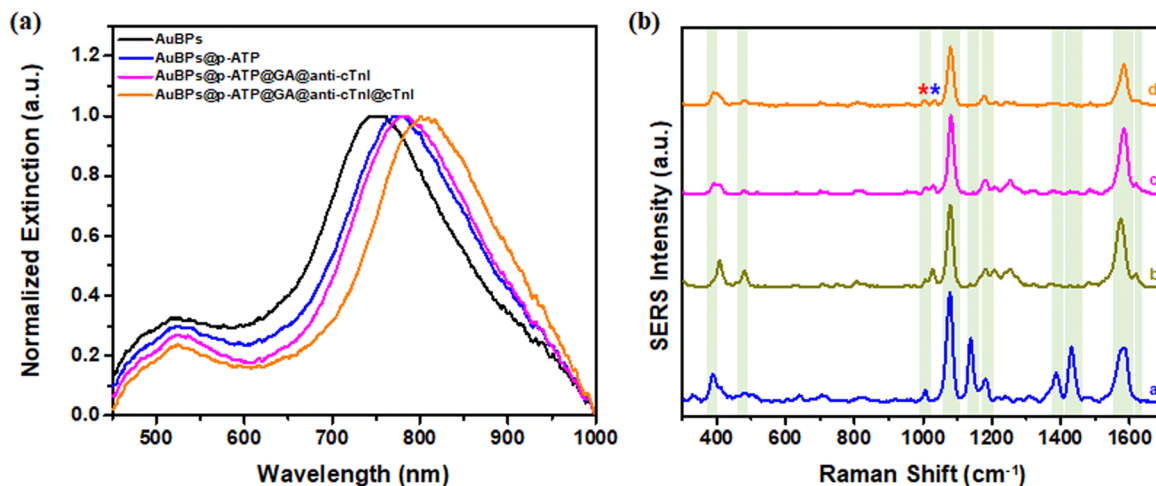 (a)
AuBPs
AuBPs@p-ATP
AuBPs@p-ATP@GA@anti-cTnI
AuBPs@p-ATP@GA@anti-cTnI@cTnI
Normalized Extinction (a.u.)
1.2
1.0
0.8
0.6
0.4
0.2
0.0
500 600 700 800 900 1000
Wavelength (nm)
(b)
* *
d
c
b
a
SERS Intensity (a.u.)
400 600 800 1000 1200 1400 1600
Raman Shift (cm⁻¹)